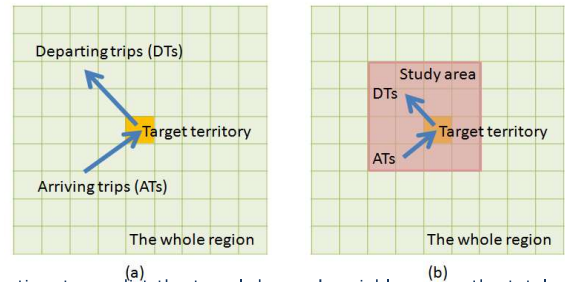 Departing trips (DTs)
Target territory
Arriving trips (ATs)
The whole region
(a)
Study area
DTs
Target territory
ATs
The whole region
(b)